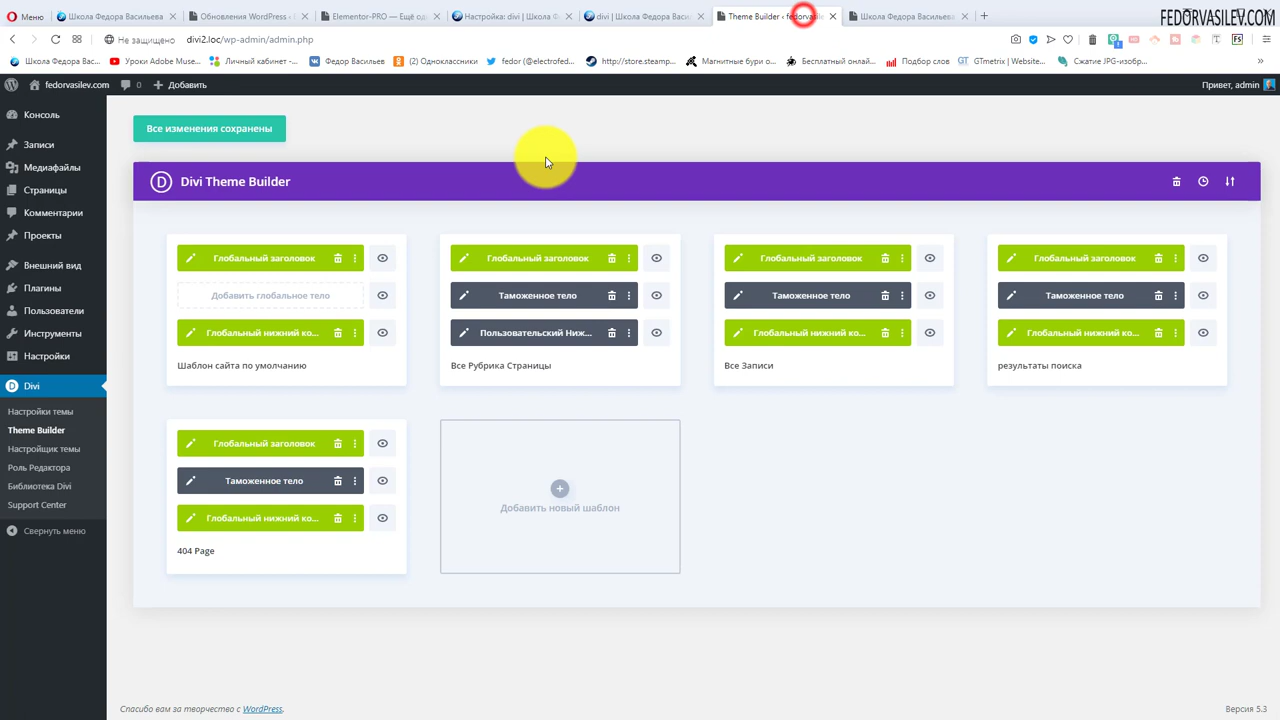 Меню
Школа Федора Васильева
Обновления WordPress
Elementor-PRO — Ещё од
Настройка: divi | Школа Ф
divi | Школа Федора Васи
Theme Builder ‹ fedorvasile
Школа Федора Васильева
FEDORVASILEV.COM
Не защищено
divi2.loc/wp-admin/admin.php
Школа Федора Вас...
Уроки Adobe Muse...
Личный кабинет -...
Федор Васильев
(2) Одноклассники
fedor (@electrofed...
http://store.steamp...
Магнитные бури о...
Бесплатный онлай...
Подбор слов
GTmetrix | Website...
Сжатие JPG-изобр...
fedorvasilev.com
0
Добавить
Привет, admin
Консоль
Записи
Медиафайлы
Страницы
Комментарии
Проекты
Внешний вид
Плагины
Пользователи
Инструменты
Настройки
Divi
Настройки темы
Theme Builder
Настройщик темы
Роль Редактора
Библиотека Divi
Support Center
Свернуть меню
Все изменения сохранены
Divi Theme Builder
Глобальный заголовок
Добавить глобальное тело
Глобальный нижний ко...
Шаблон сайта по умолчанию
Глобальный заголовок
Таможенное тело
Пользовательский Ниж...
Все Рубрика Страницы
Глобальный заголовок
Таможенное тело
Глобальный нижний ко...
Все Записи
Глобальный заголовок
Таможенное тело
Глобальный нижний ко...
результаты поиска
Глобальный заголовок
Таможенное тело
Глобальный нижний ко...
404 Page
Добавить новый шаблон
Спасибо вам за творчество с WordPress.
Версия 5.3